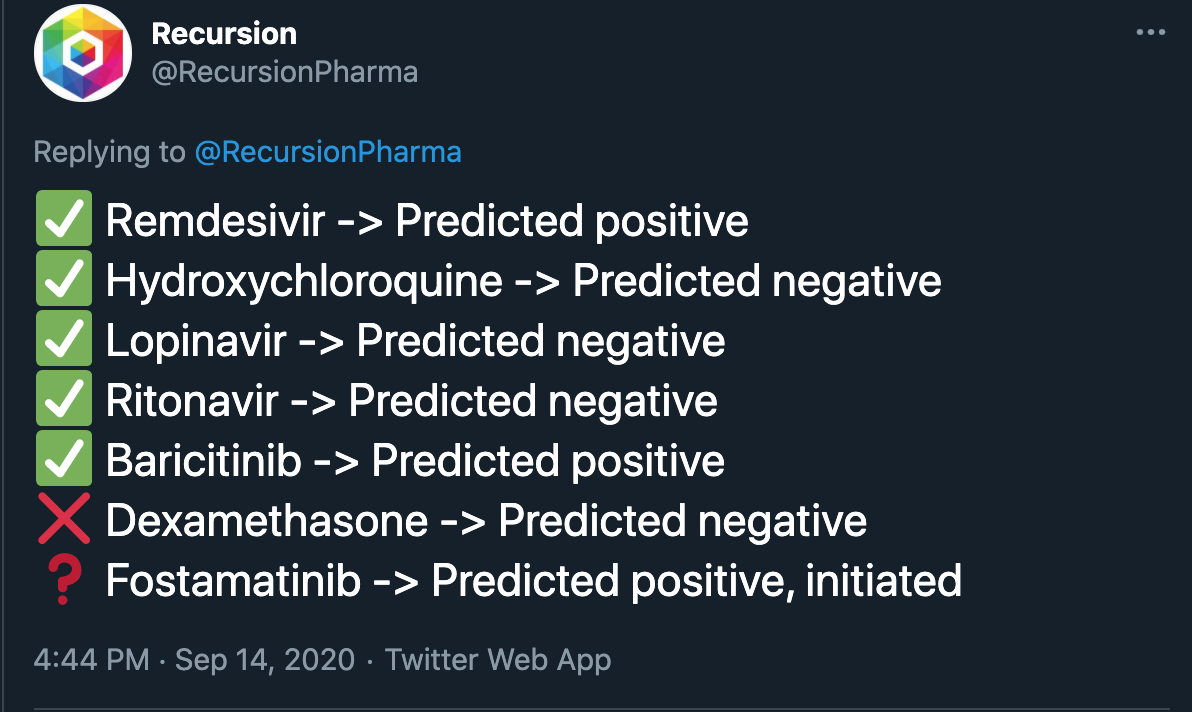 Recursion
@RecursionPharma
Replying to @RecursionPharma
✅ Remdesivir -> Predicted positive
✅ Hydroxychloroquine -> Predicted negative
✅ Lopinavir -> Predicted negative
✅ Ritonavir -> Predicted negative
✅ Baricitinib -> Predicted positive
❌ Dexamethasone -> Predicted negative
❓ Fostamatinib -> Predicted positive, initiated
4:44 PM · Sep 14, 2020 · Twitter Web App